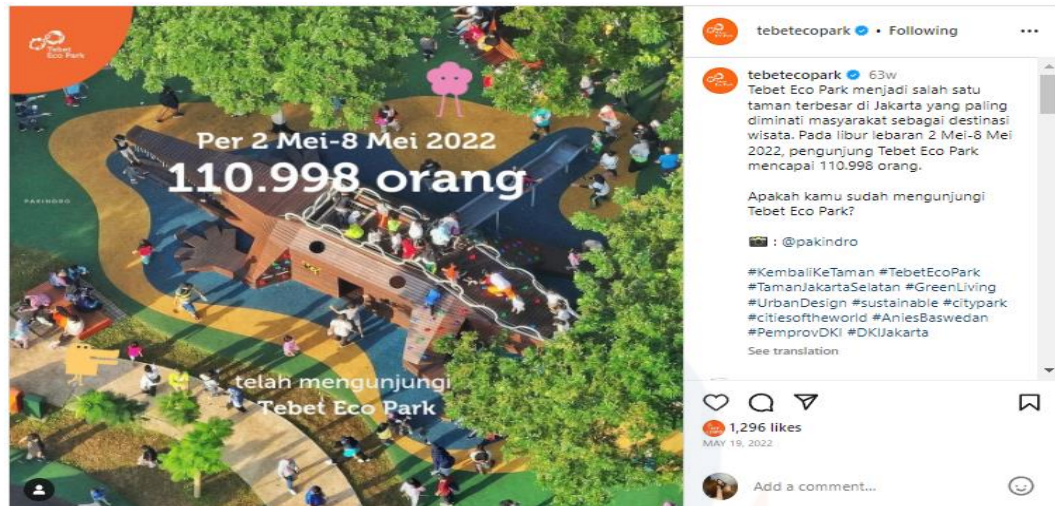 Tebet
Eco Park
Per 2 Mei-8 Mei 2022
110.998 orang
PAKINDRO
telah mengunjungi
Tebet Eco Park
tebetecopark • Following
tebetecopark 63w
Tebet Eco Park menjadi salah satu
taman terbesar di Jakarta yang paling
diminati masyarakat sebagai destinasi
wisata. Pada libur lebaran 2 Mei-8 Mei
2022, pengunjung Tebet Eco Park
mencapai 110.998 orang.
Apakah kamu sudah mengunjungi
Tebet Eco Park?
: @pakindro
#KembaliKeTaman #TebetEcoPark
#TamanJakartaSelatan #GreenLiving
#UrbanDesign #sustainable #citypark
#citiesoftheworld #AniesBaswedan
#PemprovDKI #DKIJakarta
See translation
1,296 likes
MAY 19, 2022
Add a comment...